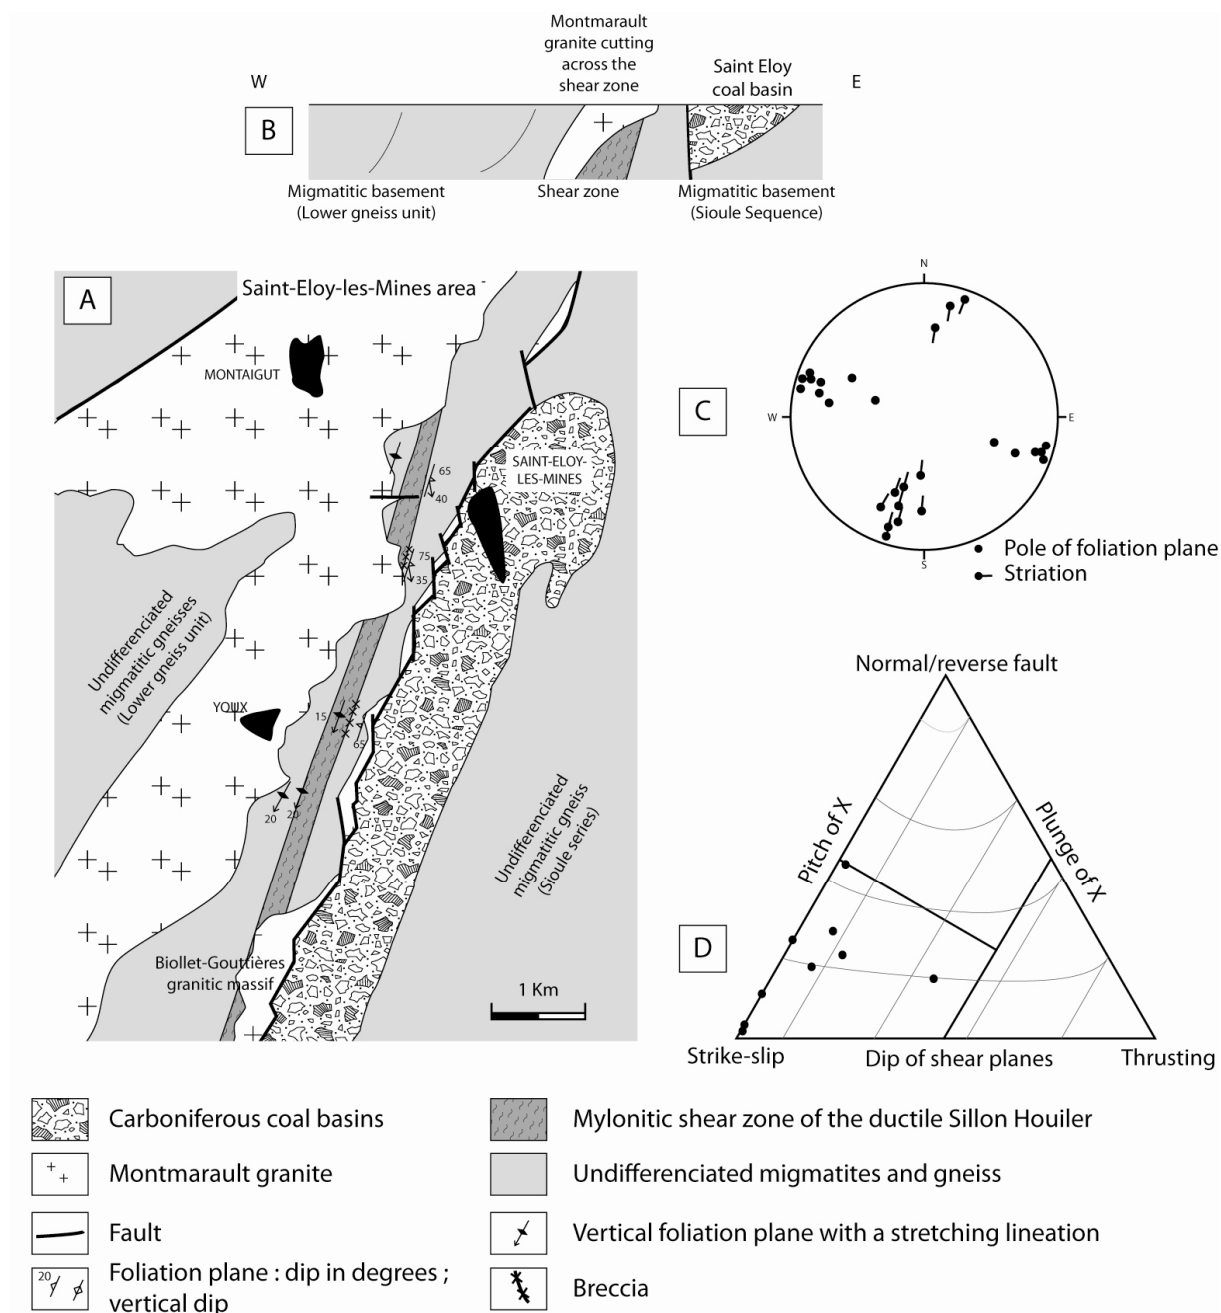 Montmarault
granite cutting
across the
shear zone
Saint Eloy
coal basin
W
E
B
Migmatitic basement
(Lower gneiss unit)
Shear zone
Migmatitic basement
(Sioule Sequence)
A
Saint-Eloy-les-Mines area
MONTAIGUT
SAINT-ELOY-
LES-MINES
65
40
75
35
Undifferenciated
migmatitic gneisses
(Lower gneiss unit)
YOUX
15
65
20
20
Undifferenciated
migmatitic gneiss
(Sioule series)
Biollet-Gouttières
granitic massif
1 Km
N
C
W
E
S
Pole of foliation plane
Striation
Normal/reverse fault
Pitch of X
Plunge of X
D
Strike-slip
Dip of shear planes
Thrusting
Carboniferous coal basins
Mylonitic shear zone of the ductile Sillon Houiler
Montmarault granite
Undifferenciated migmatites and gneiss
Fault
Vertical foliation plane with a stretching lineation
20
Foliation plane : dip in degrees ;
vertical dip
Breccia